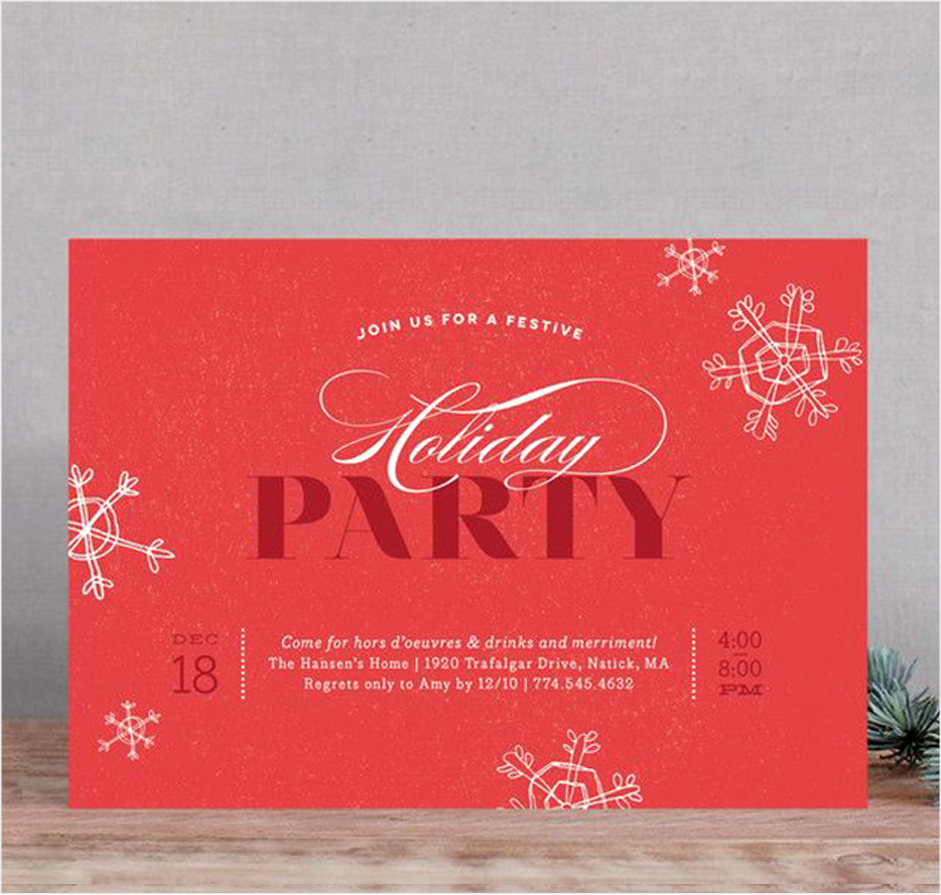 JOIN US FOR A FESTIVE
Holiday
PARTY
DEC
18
Come for hors d'oeuvres & drinks and merriment!
The Hansen's Home | 1920 Trafalgar Drive, Natick, MA
Regrets only to Amy by 12/10 | 774.545.4632
4:00
–
8:00
PM